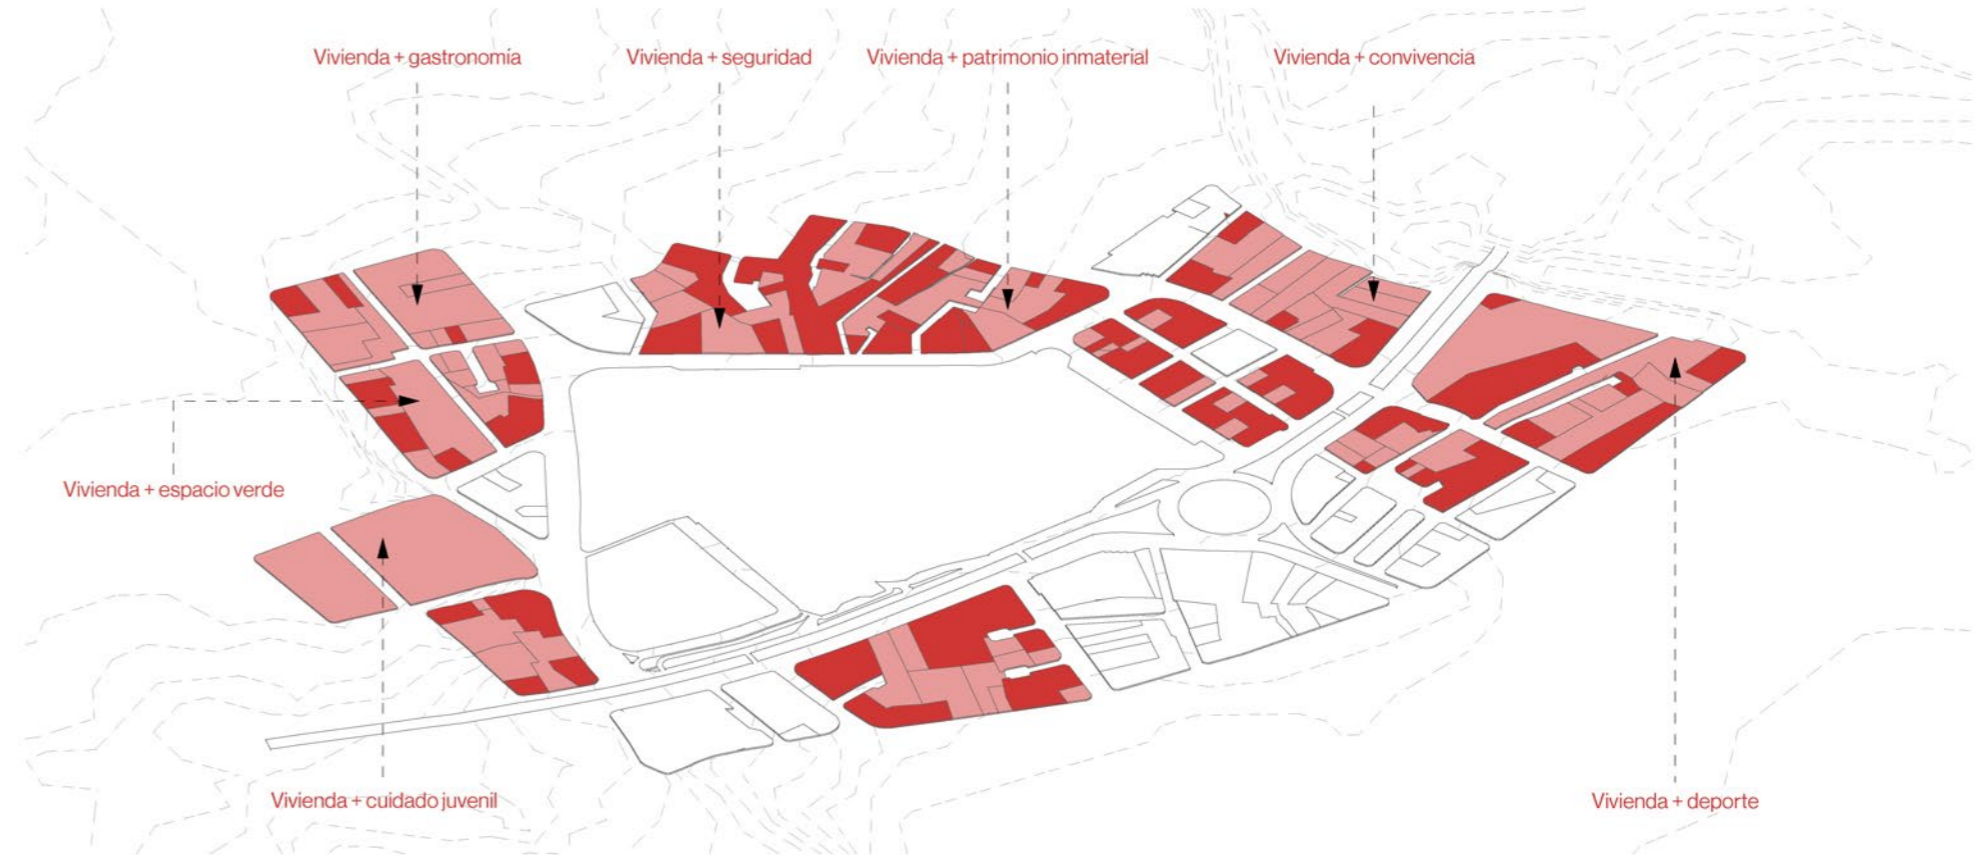 Vivienda + gastronomía
Vivienda + seguridad
Vivienda + patrimonio inmaterial
Vivienda + convivencia
Vivienda + espacio verde
Vivienda + cuidado juvenil
Vivienda + deporte